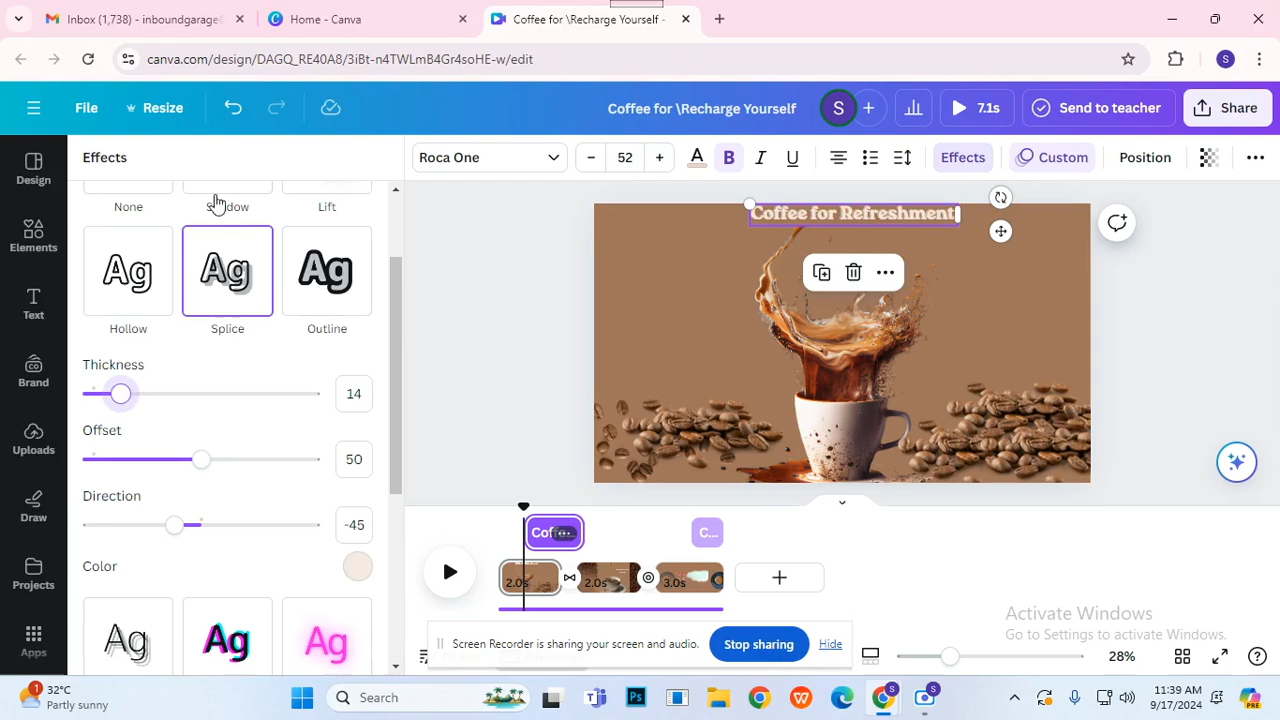 Inbox (1,738) - inboundgarage
Home - Canva
Coffee for \Recharge Yourself -
canva.com/design/DAGQ_RE40A8/3iBt-n4TWLmB4Gr4soHE-w/edit
S
File
Resize
Coffee for \Recharge Yourself
S
7.1s
Send to teacher
Share
Effects
Roca One
52
A
B
I
U
Effects
Custom
Position
Design
Elements
Text
Brand
Uploads
Draw
Projects
Apps
None
Shadow
Lift
Ag
Ag
Ag
Hollow
Splice
Outline
Thickness
14
Offset
50
Direction
-45
Color
Ag
Ag
Ag
Coffee for Refreshment
Coffe...
C...
2.0s
2.0s
3.0s
Screen Recorder is sharing your screen and audio.
Stop sharing
Hide
Activate Windows
Go to Settings to activate Windows.
28%
1
32°C
Partly sunny
Search
Ps
S
S
11:39 AM
9/17/2024
PRE